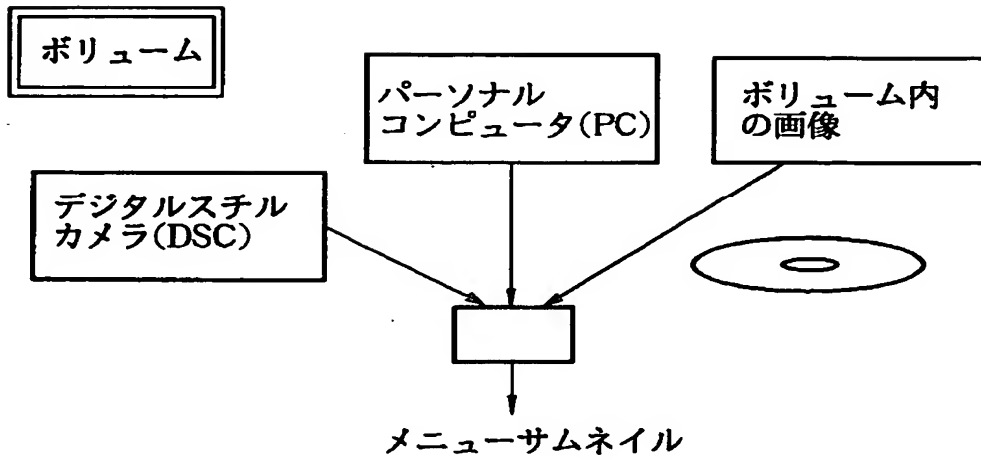 ボリューム
パーソナル
コンピュータ(PC)
ボリューム内
の画像
デジタルスチル
カメラ(DSC)
メニューサムネイル